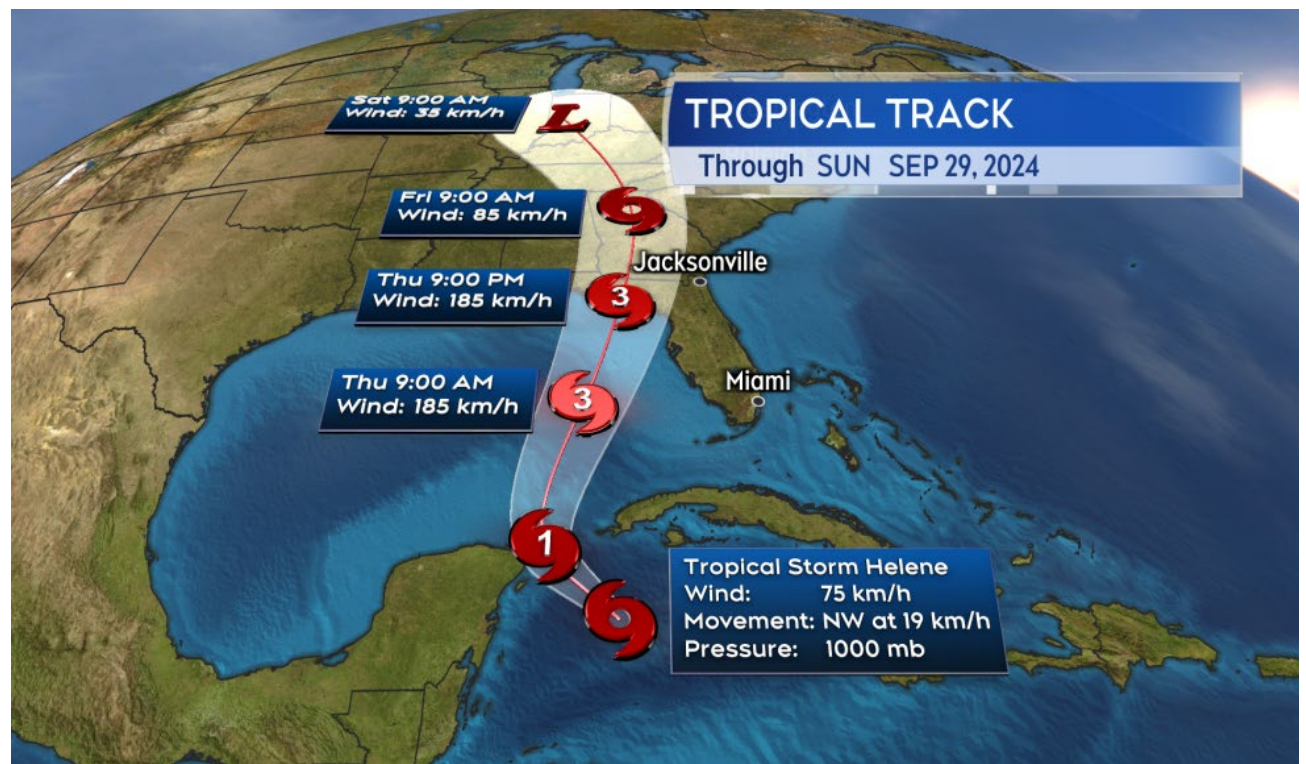 TROPICAL TRACK
Through SUN SEP 29, 2024
Sat 9:00 AM
Wind: 35 km/h
L
Fri 9:00 AM
Wind: 85 km/h
Jacksonville
Thu 9:00 PM
Wind: 185 km/h
3
Thu 9:00 AM
Wind: 185 km/h
3
Miami
1
Tropical Storm Helene
Wind: 75 km/h
Movement: NW at 19 km/h
Pressure: 1000 mb